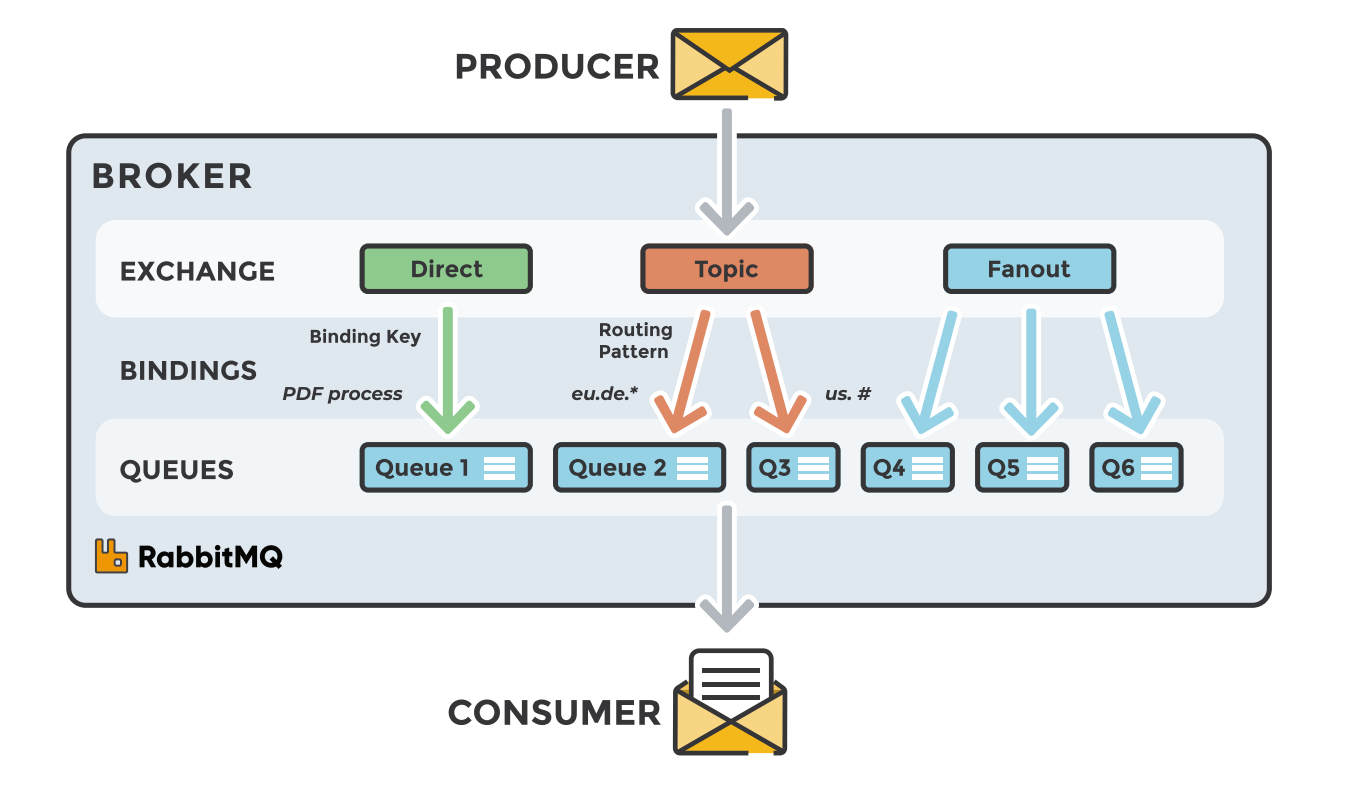 PRODUCER
BROKER
EXCHANGE
Direct
Topic
Fanout
Binding Key
Routing
Pattern
BINDINGS
PDF process
eu.de.*
us. #
QUEUES
Queue 1
Queue 2
Q3
Q4
Q5
Q6
RabbitMQ
CONSUMER